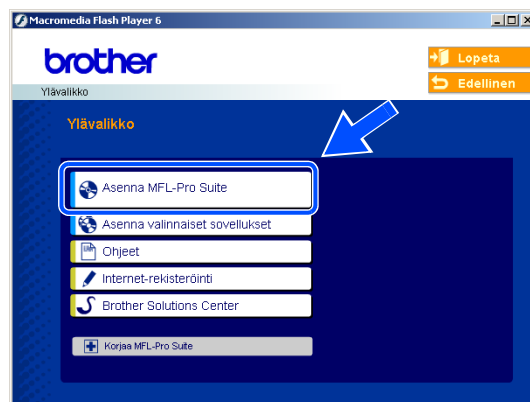 Macromedia Flash Player 6
brother
Lopeta
Edellinen
Ylävalikko
Ylävalikko
Asenna MFL-Pro Suite
Asenna valinnaiset sovellukset
Ohjeet
Internet-rekisteröinti
Brother Solutions Center
Korjaa MFL-Pro Suite